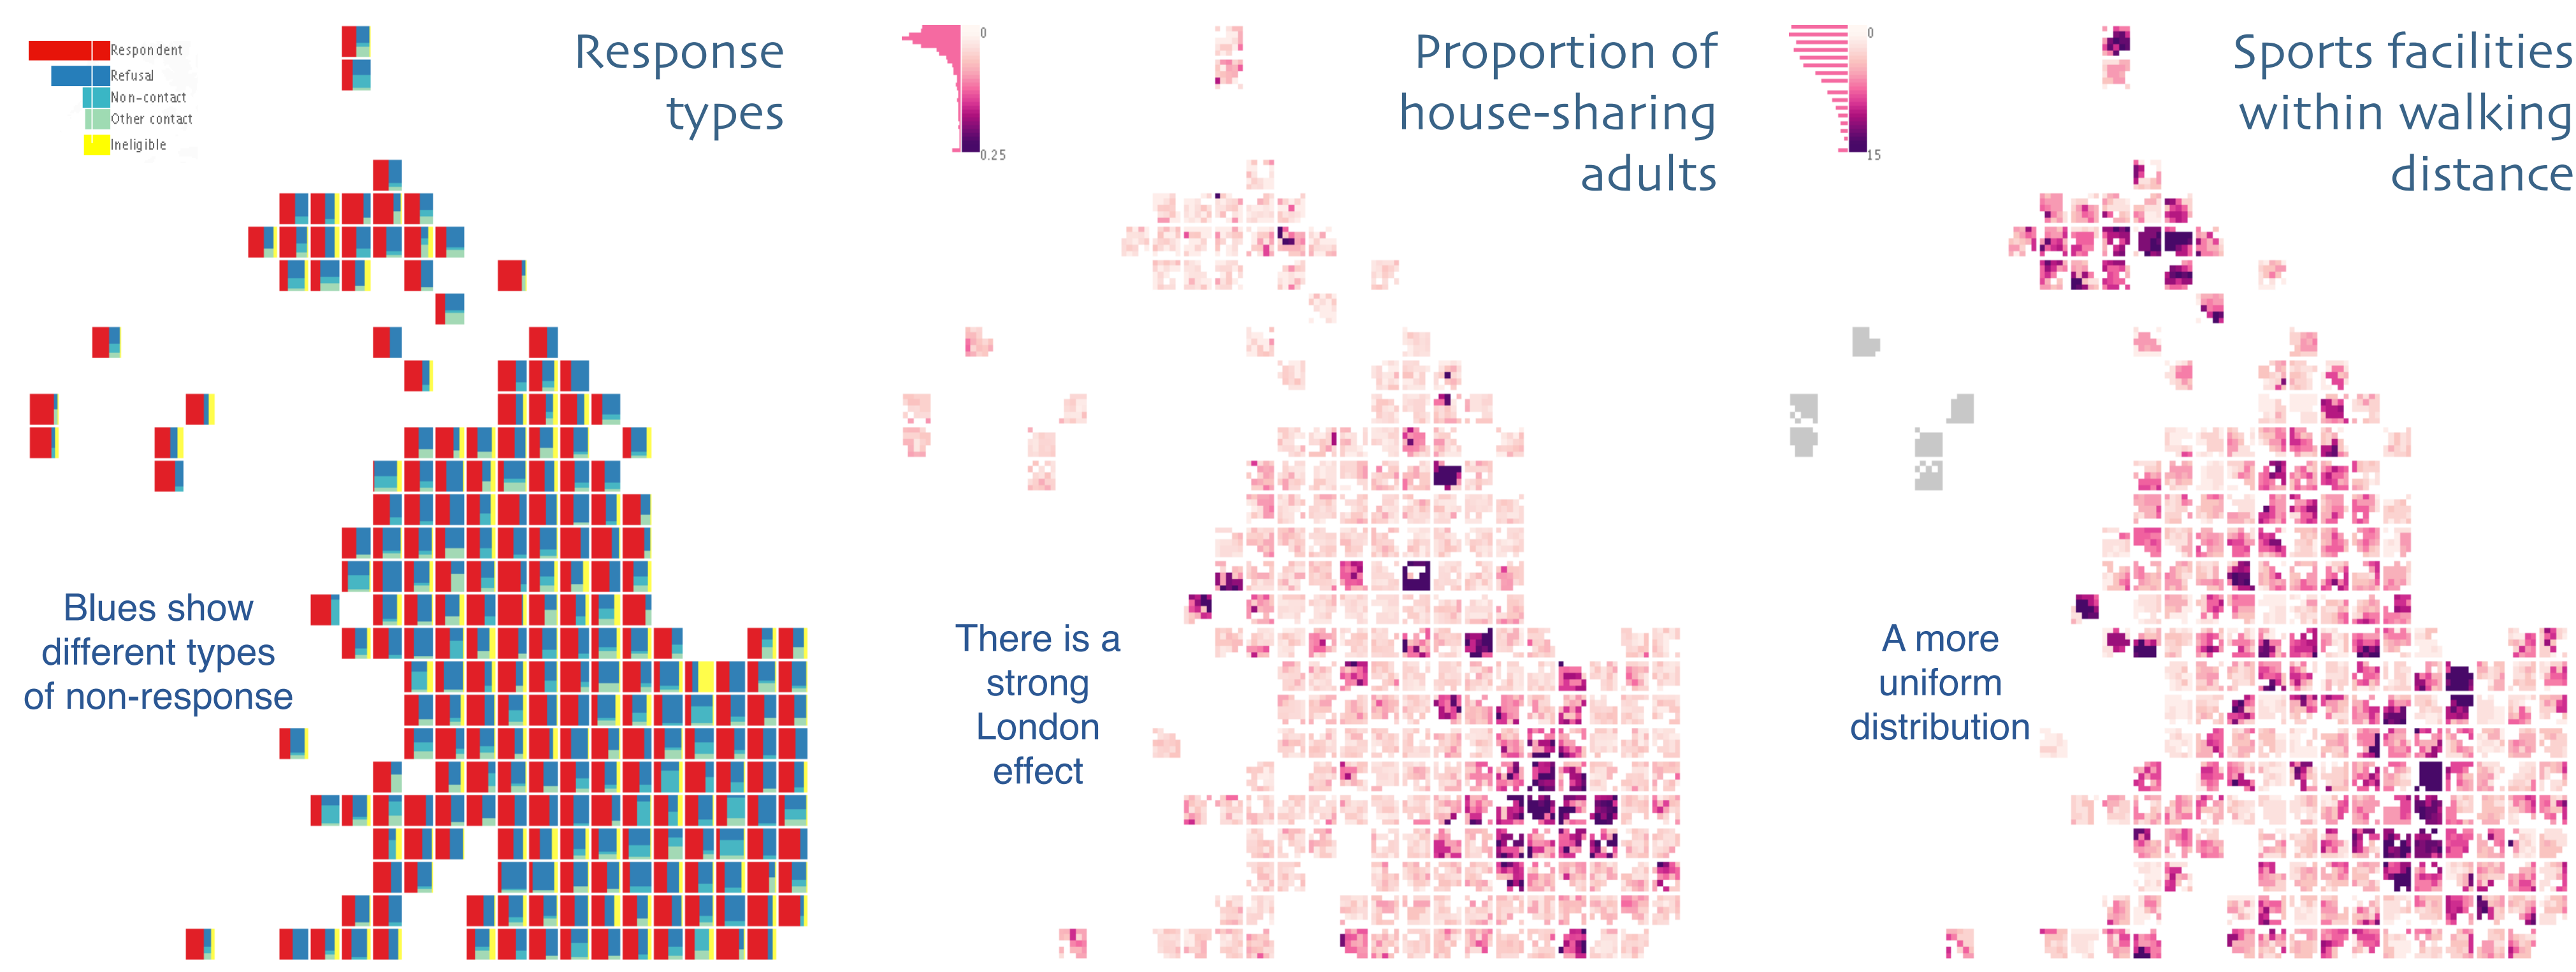 Respondent
Refusal
Non-contact
Other contact
Ineligible
Response
types
Blues show
different types
of non-response
0
0.25
Proportion of
house-sharing
adults
There is a
strong
London
effect
0
15
Sports facilities
within walking
distance
A more
uniform
distribution